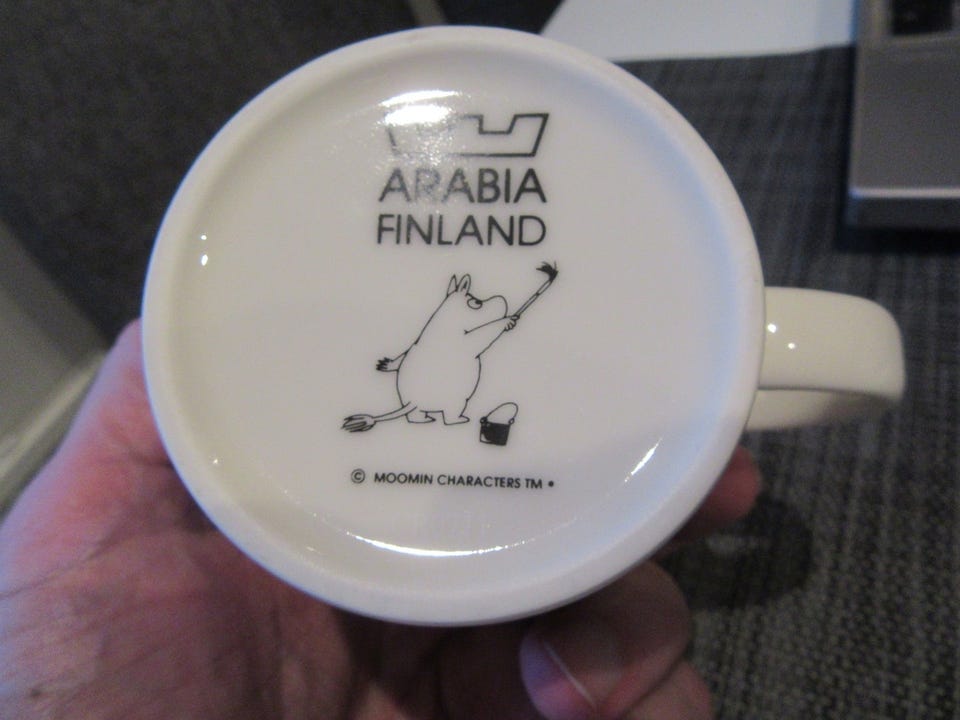 ARABIA
FINLAND
© MOOMIN CHARACTERS TM •